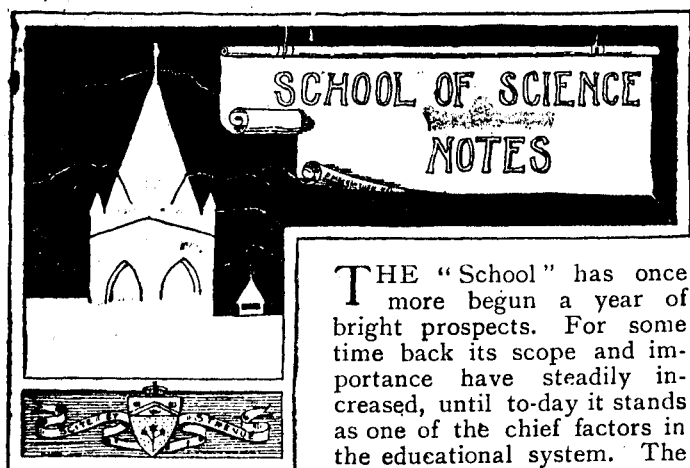 SCHOOL OF SCIENCE
NOTES
THE “School” has once
more begun a year of
bright prospects. For some
time back its scope and im-
portance have steadily in-
creased, until to-day it stands
as one of the chief factors in
the educational system. The